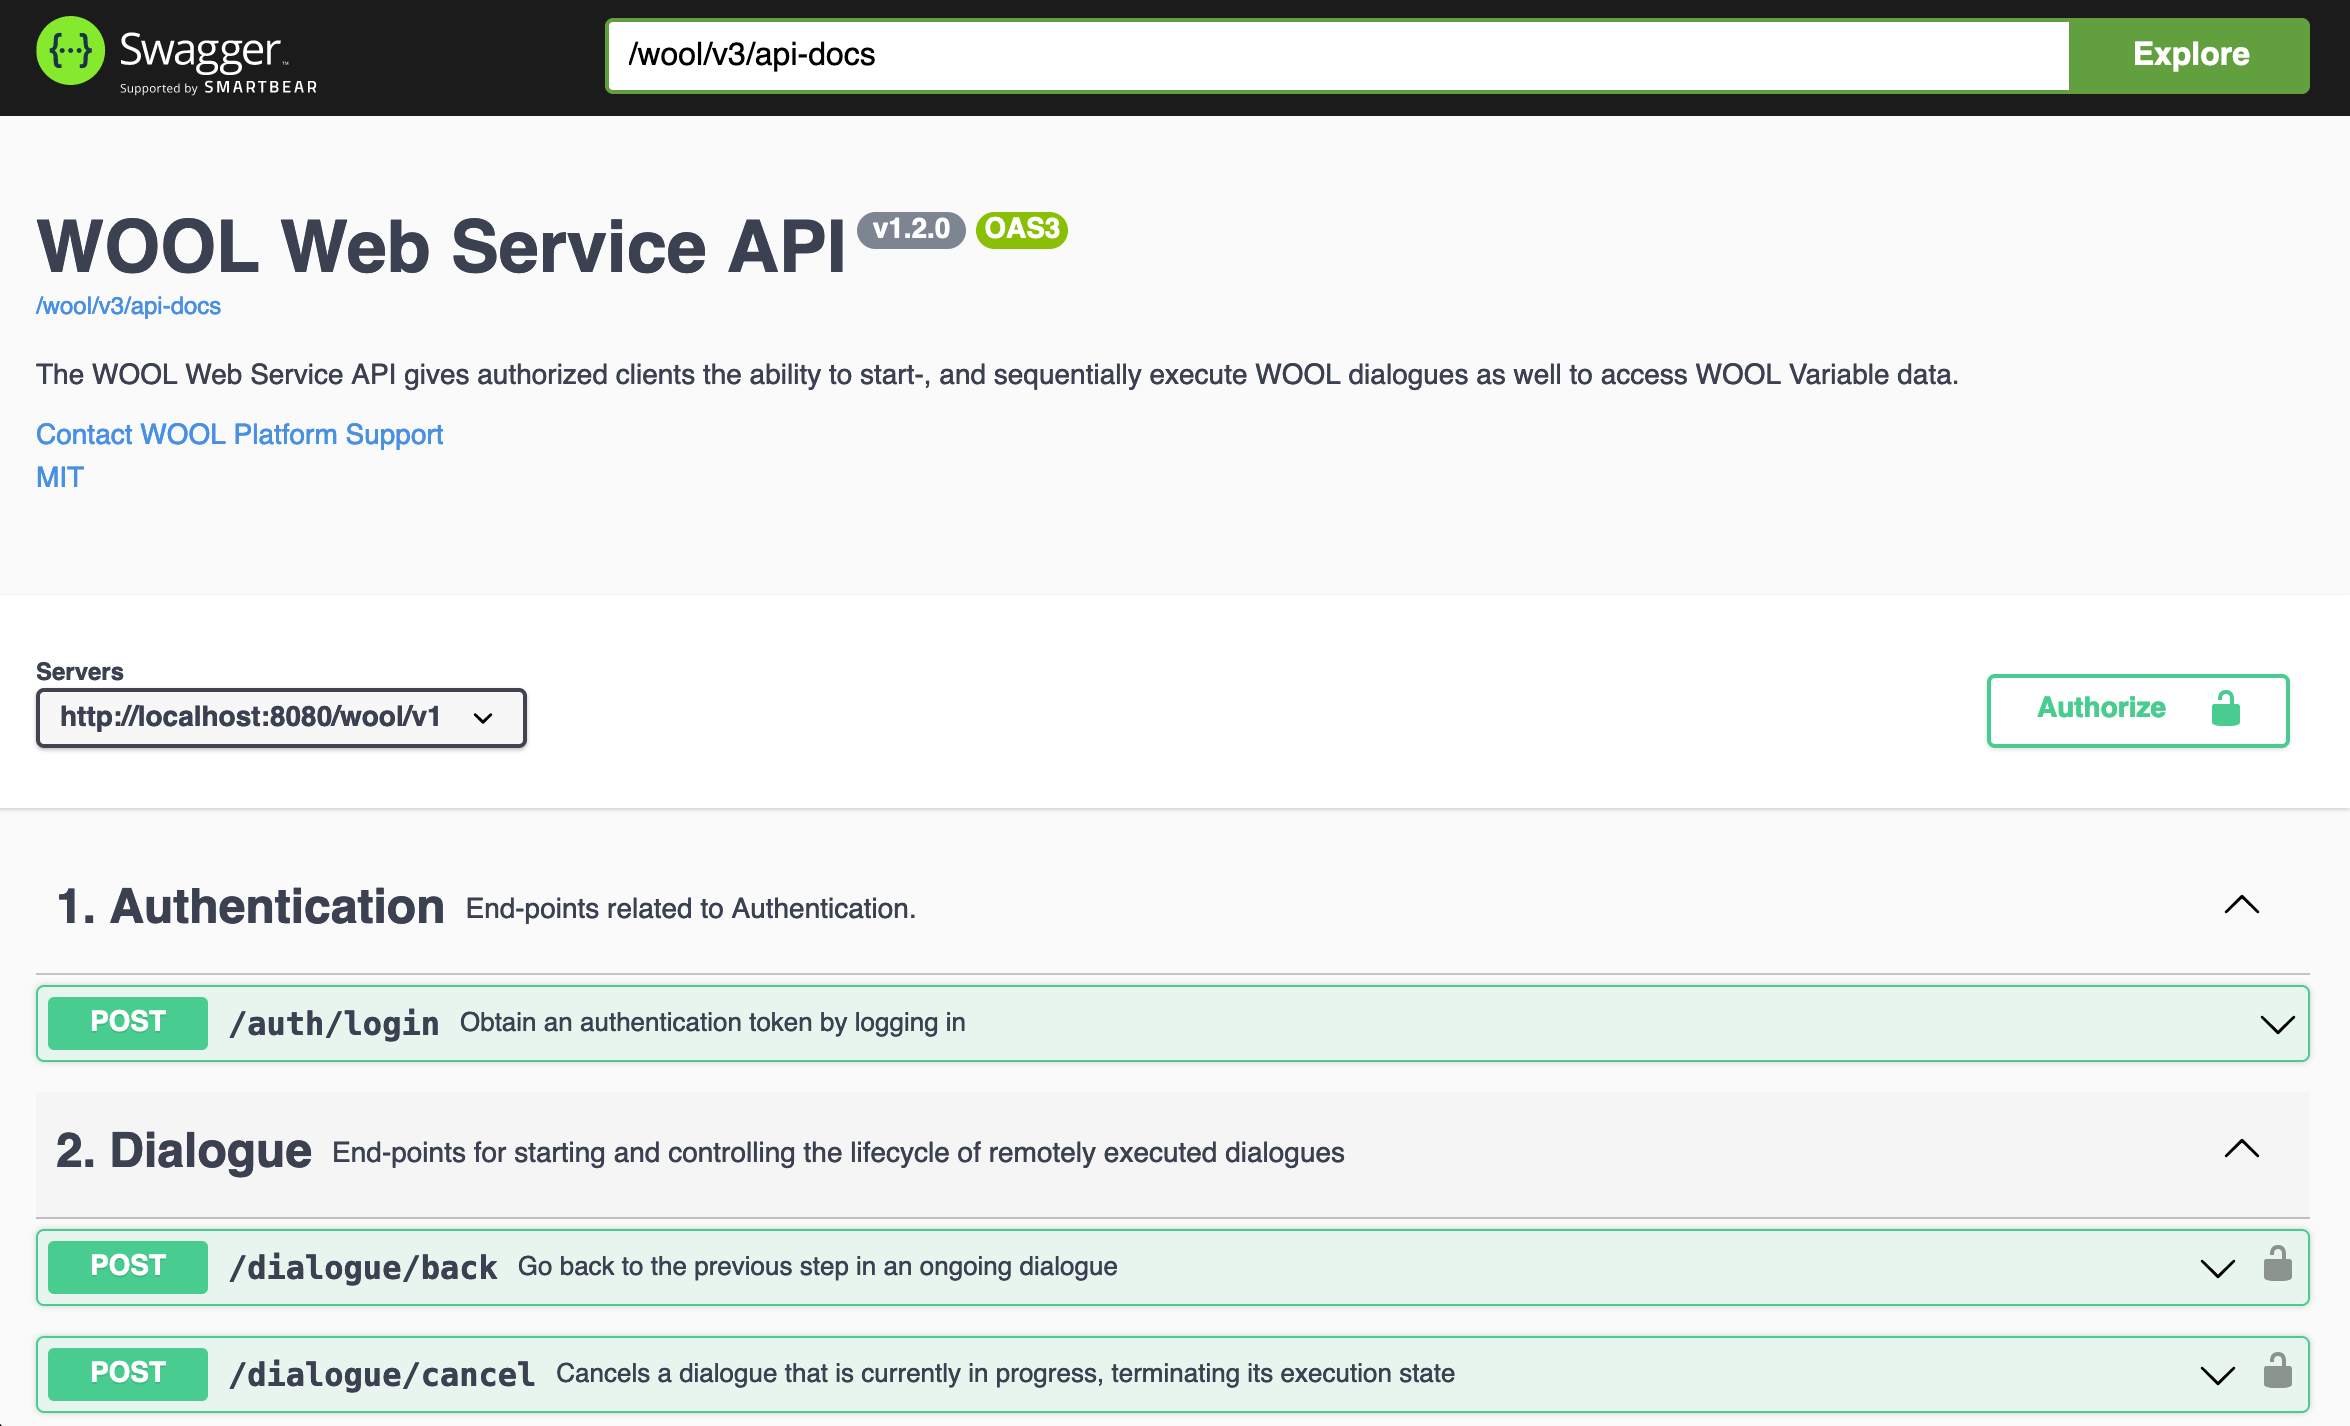 {···} Swagger™
Supported by SMARTBEAR
/wool/v3/api-docs
Explore
WOOL Web Service API v1.2.0 OAS3
/wool/v3/api-docs
The WOOL Web Service API gives authorized clients the ability to start-, and sequentially execute WOOL dialogues as well to access WOOL Variable data.
Contact WOOL Platform Support
MIT
Servers
http://localhost:8080/wool/v1
Authorize
1. Authentication End-points related to Authentication.
POST /auth/login Obtain an authentication token by logging in
2. Dialogue End-points for starting and controlling the lifecycle of remotely executed dialogues
POST /dialogue/back Go back to the previous step in an ongoing dialogue
POST /dialogue/cancel Cancels a dialogue that is currently in progress, terminating its execution state